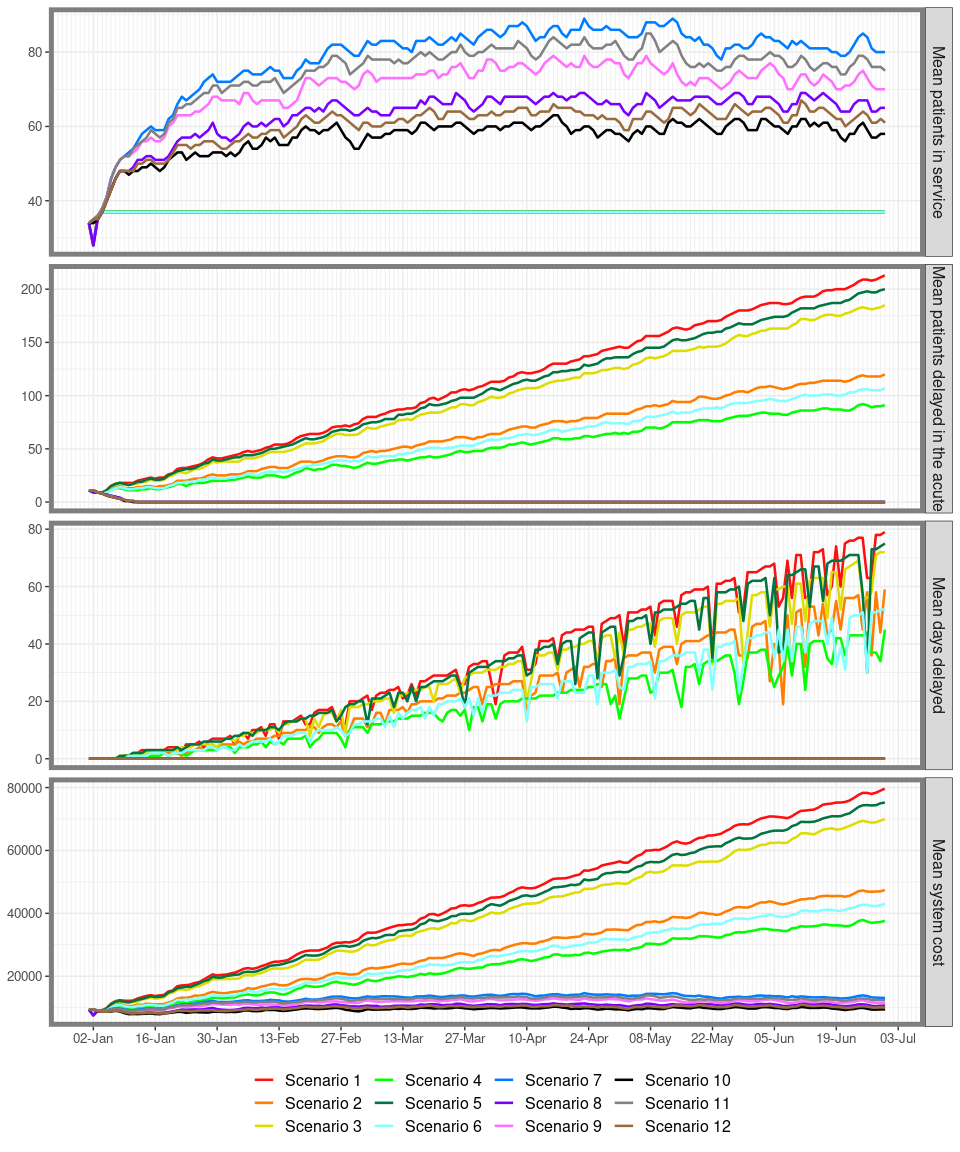 80
60
40
Mean patients in service
200
150
100
50
0
Mean patients delayed in the acute
80
60
40
20
0
Mean days delayed
80000
60000
40000
20000
Mean system cost
02-Jan 16-Jan 30-Jan 13-Feb 27-Feb 13-Mar 27-Mar 10-Apr 24-Apr 08-May 22-May 05-Jun 19-Jun 03-Jul
Scenario 1 Scenario 4 Scenario 7 Scenario 10
Scenario 2 Scenario 5 Scenario 8 Scenario 11
Scenario 3 Scenario 6 Scenario 9 Scenario 12